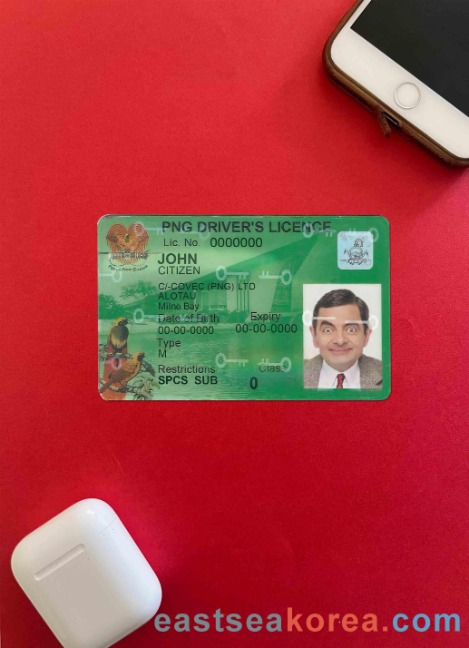 PNG DRIVER'S LICENCE
Lic. No. 0000000
JOHN
CITIZEN
C/-COVEC (PNG) LTD
ALOTAU
Milne Bay
Date of Birth Expiry
00-00-0000 00-00-0000
Type
M
Restrictions Class
SPCS SUB 0
eastseakorea.com